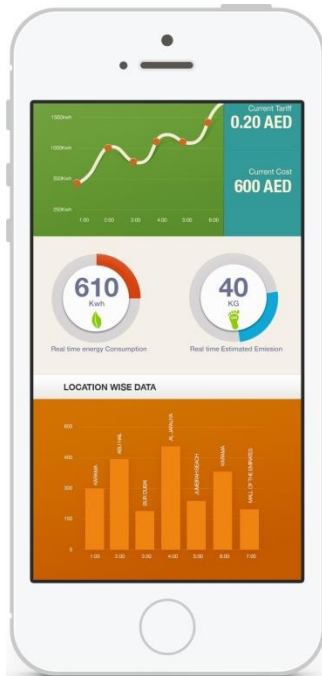 Current Tariff
0.20 AED
Current Cost
600 AED
1500kwh
1000kwh
500Kwh
250Kwh
1:00 2:00 3:00 4:00 5:00 6:00
610
Kwh
40
KG
Real time energy Consumption
Real time Estimated Emission
LOCATION WISE DATA
600
450
300
150
0
KARAMA
ABU HAIL
BUR DUBAI
AL JAFALIYA
JUMEIRAH BEACH
KARAMA
MALL OF THE EMIRATES
1:00 2:00 3:00 4:00 5:00 6:00 7:00